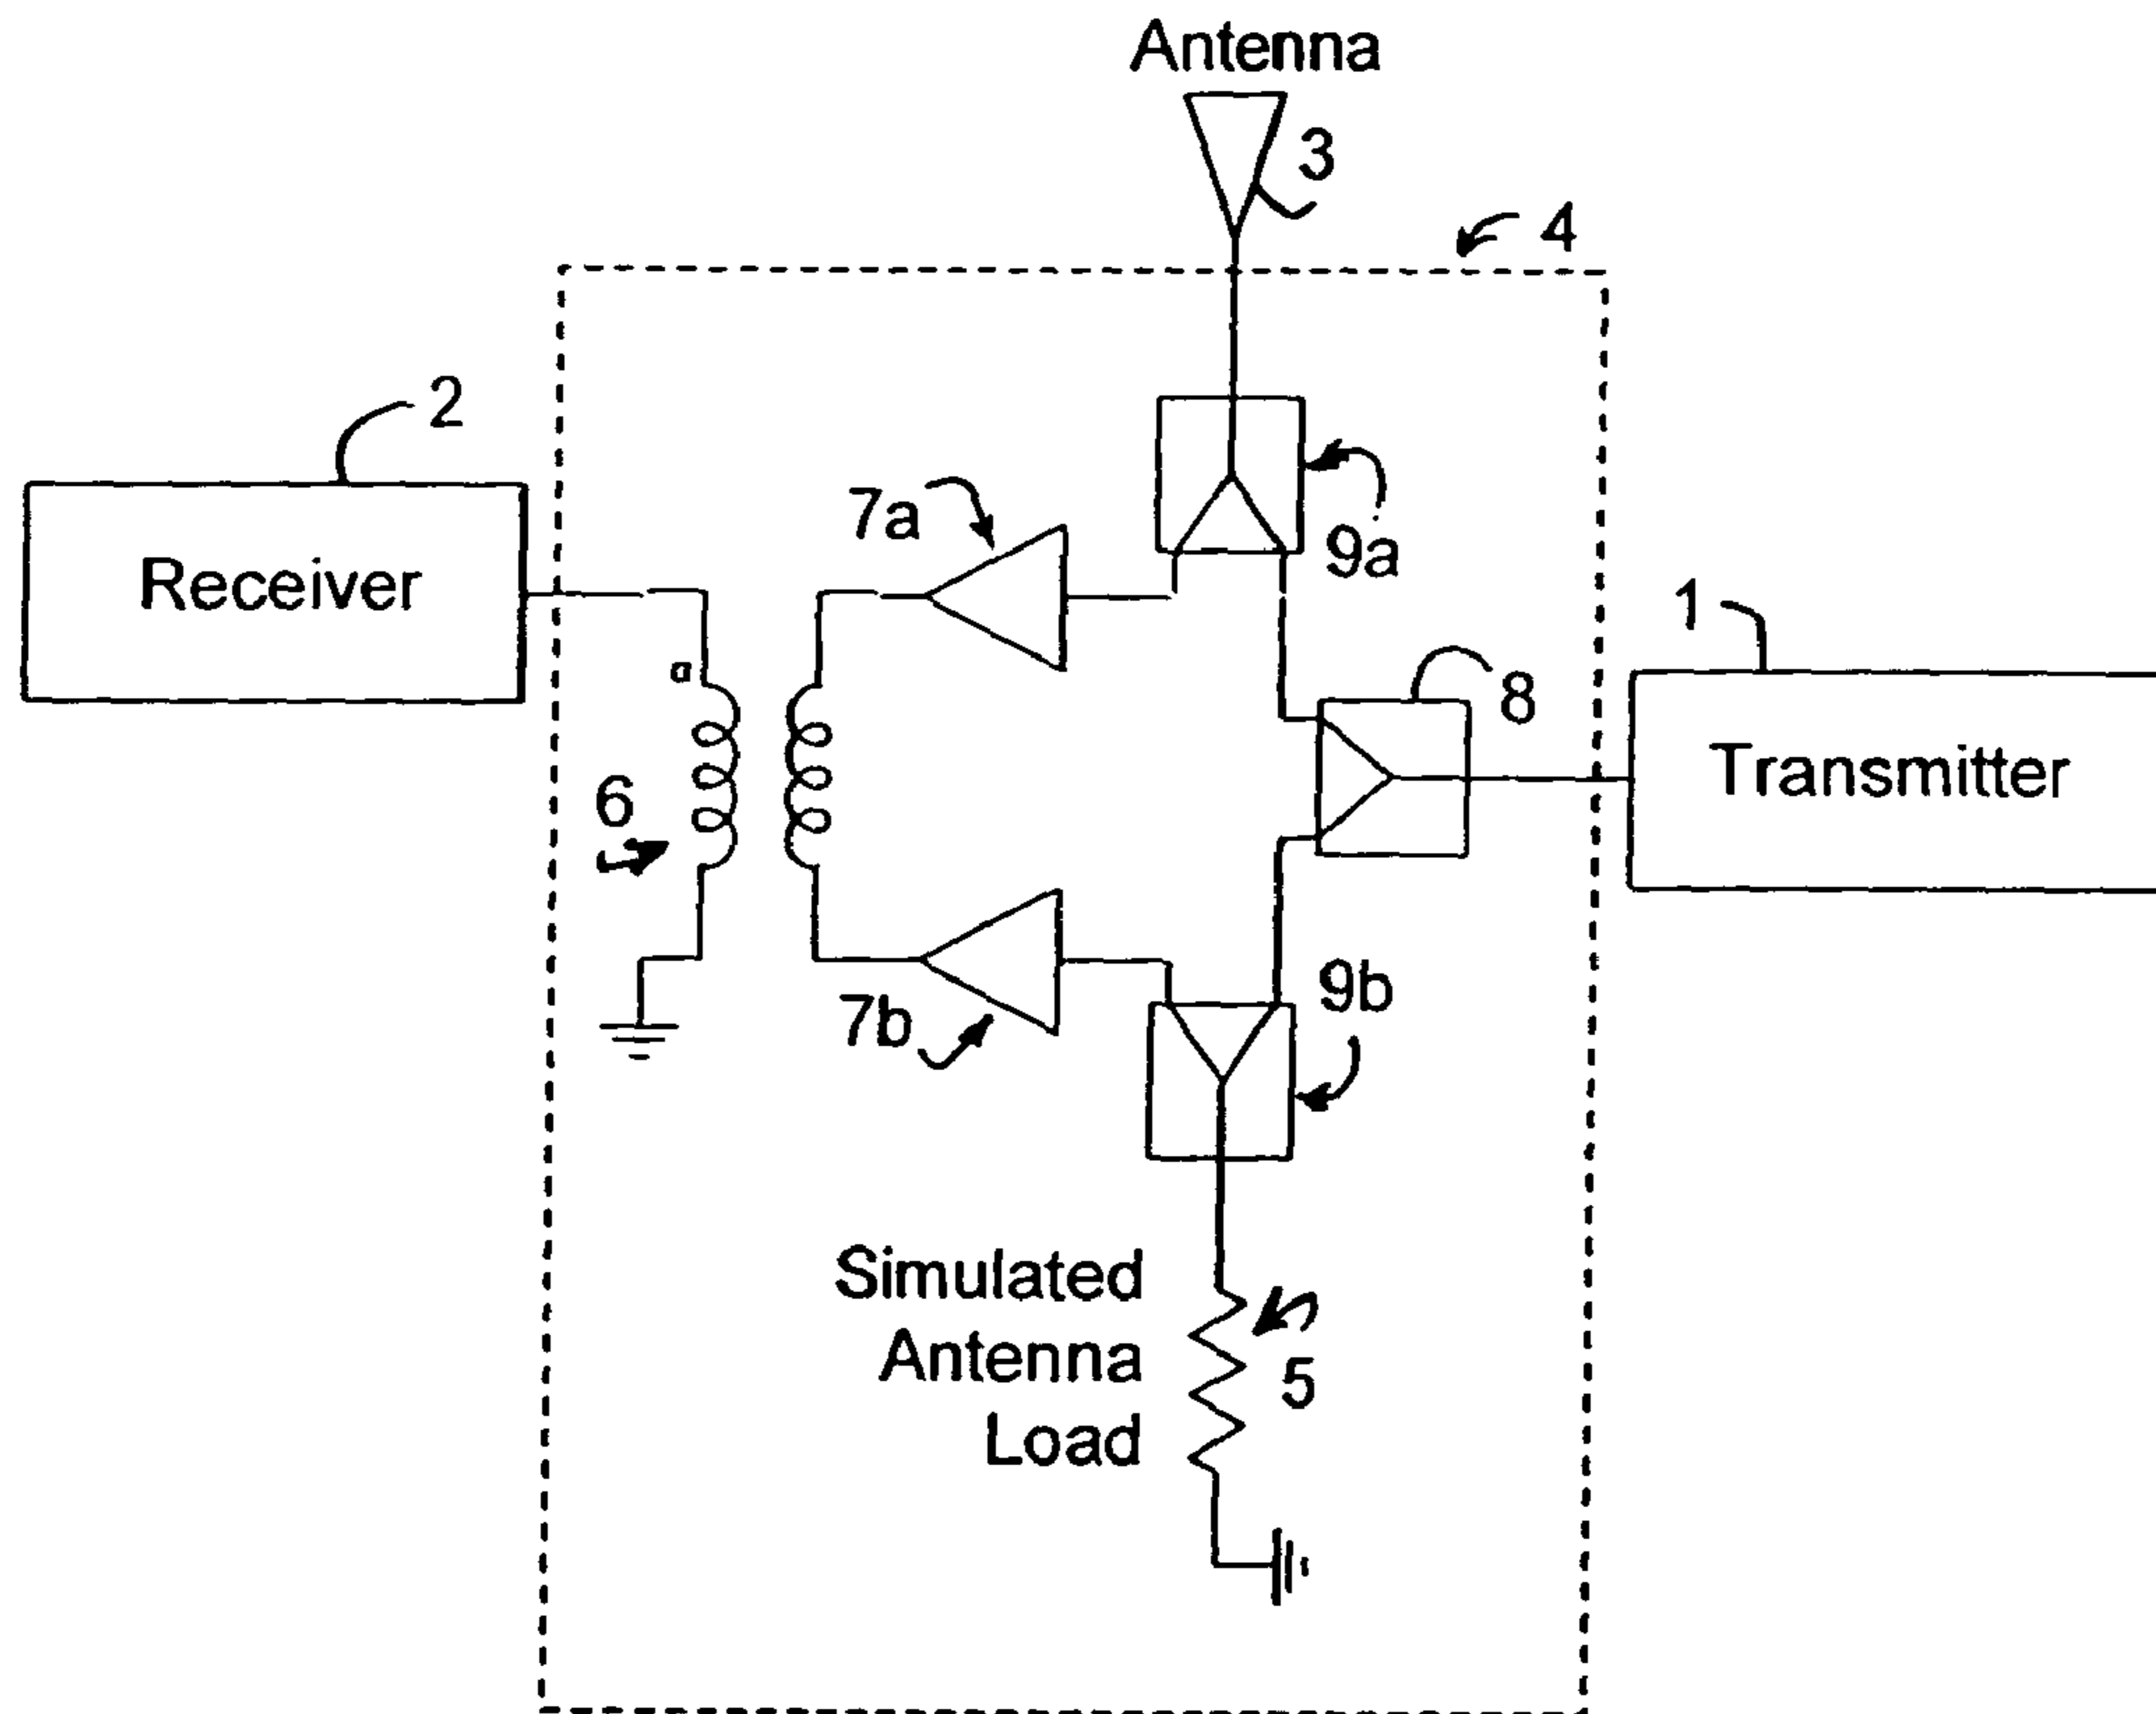 Antenna
3
4
2
7a
9a
Receiver
1
8
Transmitter
6
7b
9b
Simulated
Antenna
Load
5